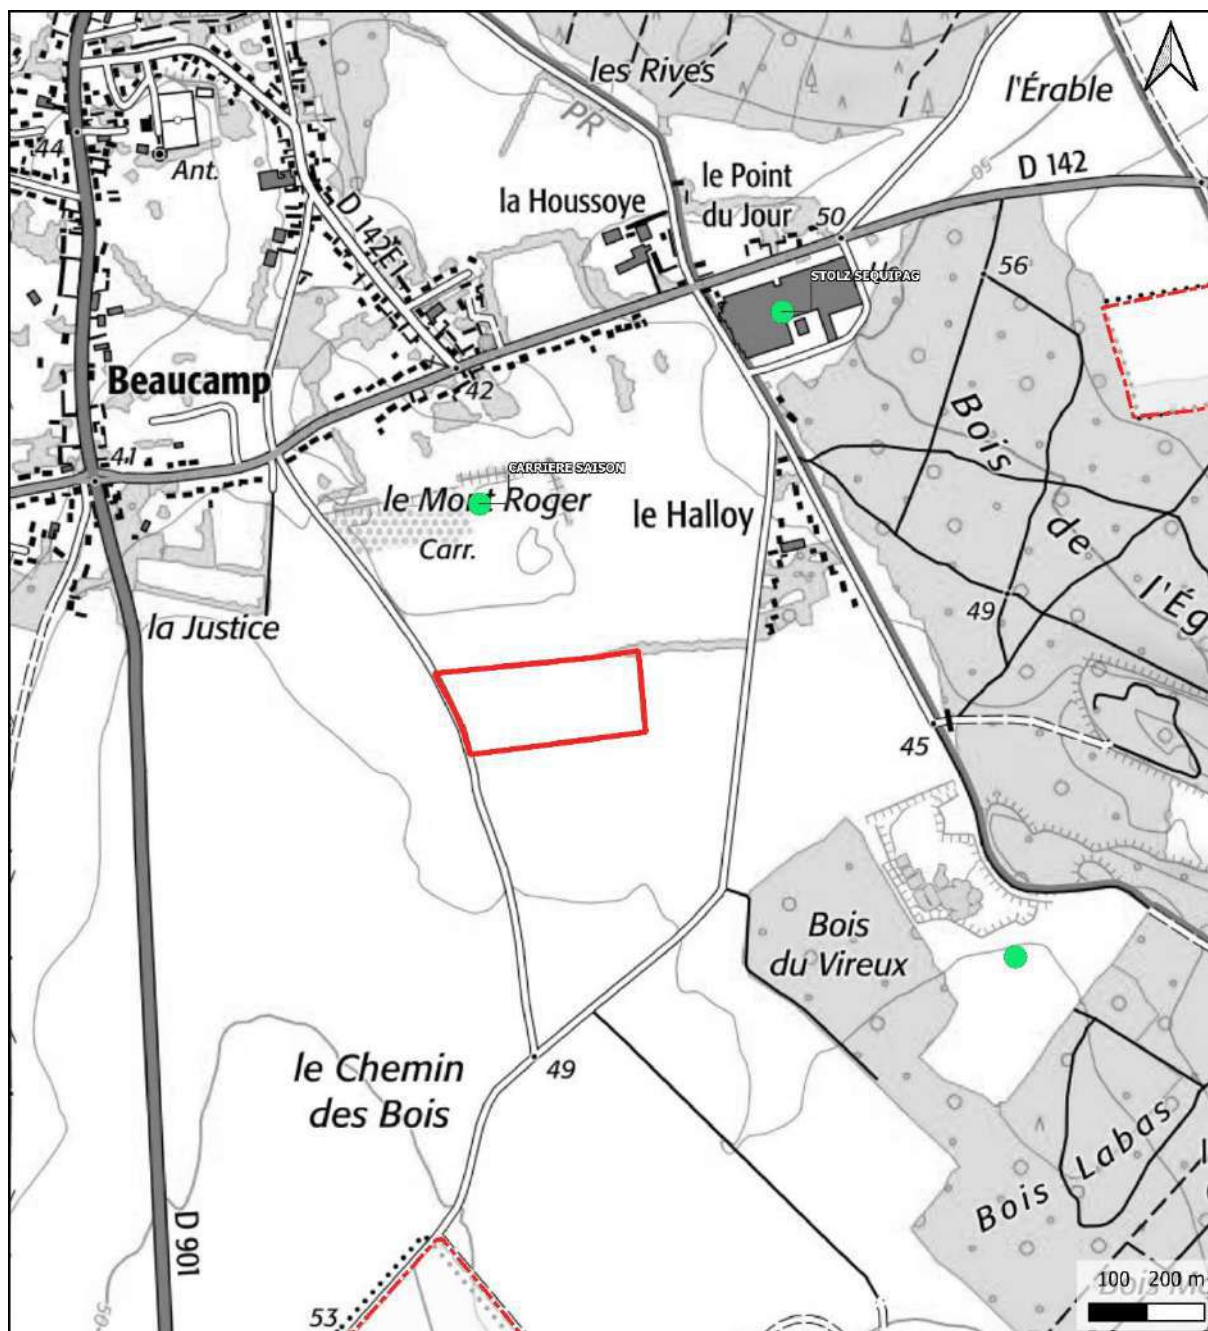 les Rives
l'Érable
PR
44
Ant.
le Point
du Jour
D 142
50
50
la Houssoye
D 142E1
56
STOLZ SEQUIPAG
Beaucamp
42
Bois
41
CARRIERE SAISON
le Mont Roger
le Halloy
de
Carr.
l'Ég
49
la Justice
45
Bois
du Vireux
le Chemin
des Bois
49
Bois Labas
D 901
50
53
100 200 m